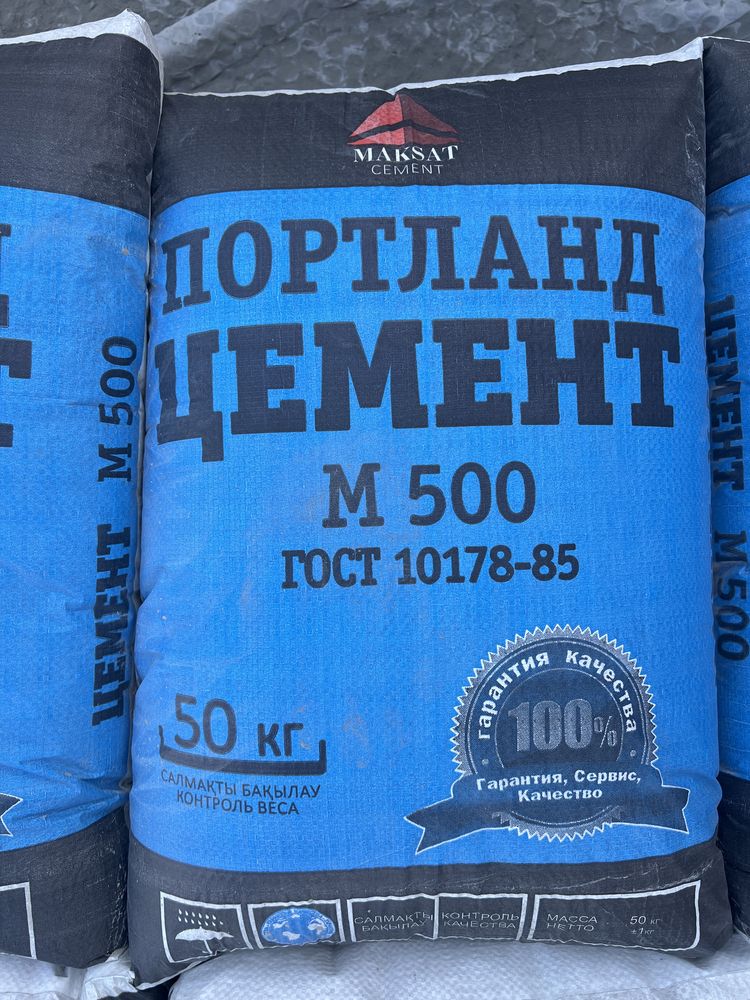 MAKSAT
CEMENT
ПОРТЛАНД
ЦЕМЕНТ
М 500
ГОСТ 10178-85
50 кг
САЛМАҚТЫ БАҚЫЛАУ
КОНТРОЛЬ ВЕСА
гарантия качества
100%
Гарантия, Сервис,
Качество
САЛМАҚТЫ
БАҚЫЛАУ
КОНТРОЛЬ
КАЧЕСТВА
МАССА
НЕТТО
50 кг
±1кг
ЦЕМЕНТ М 500
ЦЕМЕНТ М 500